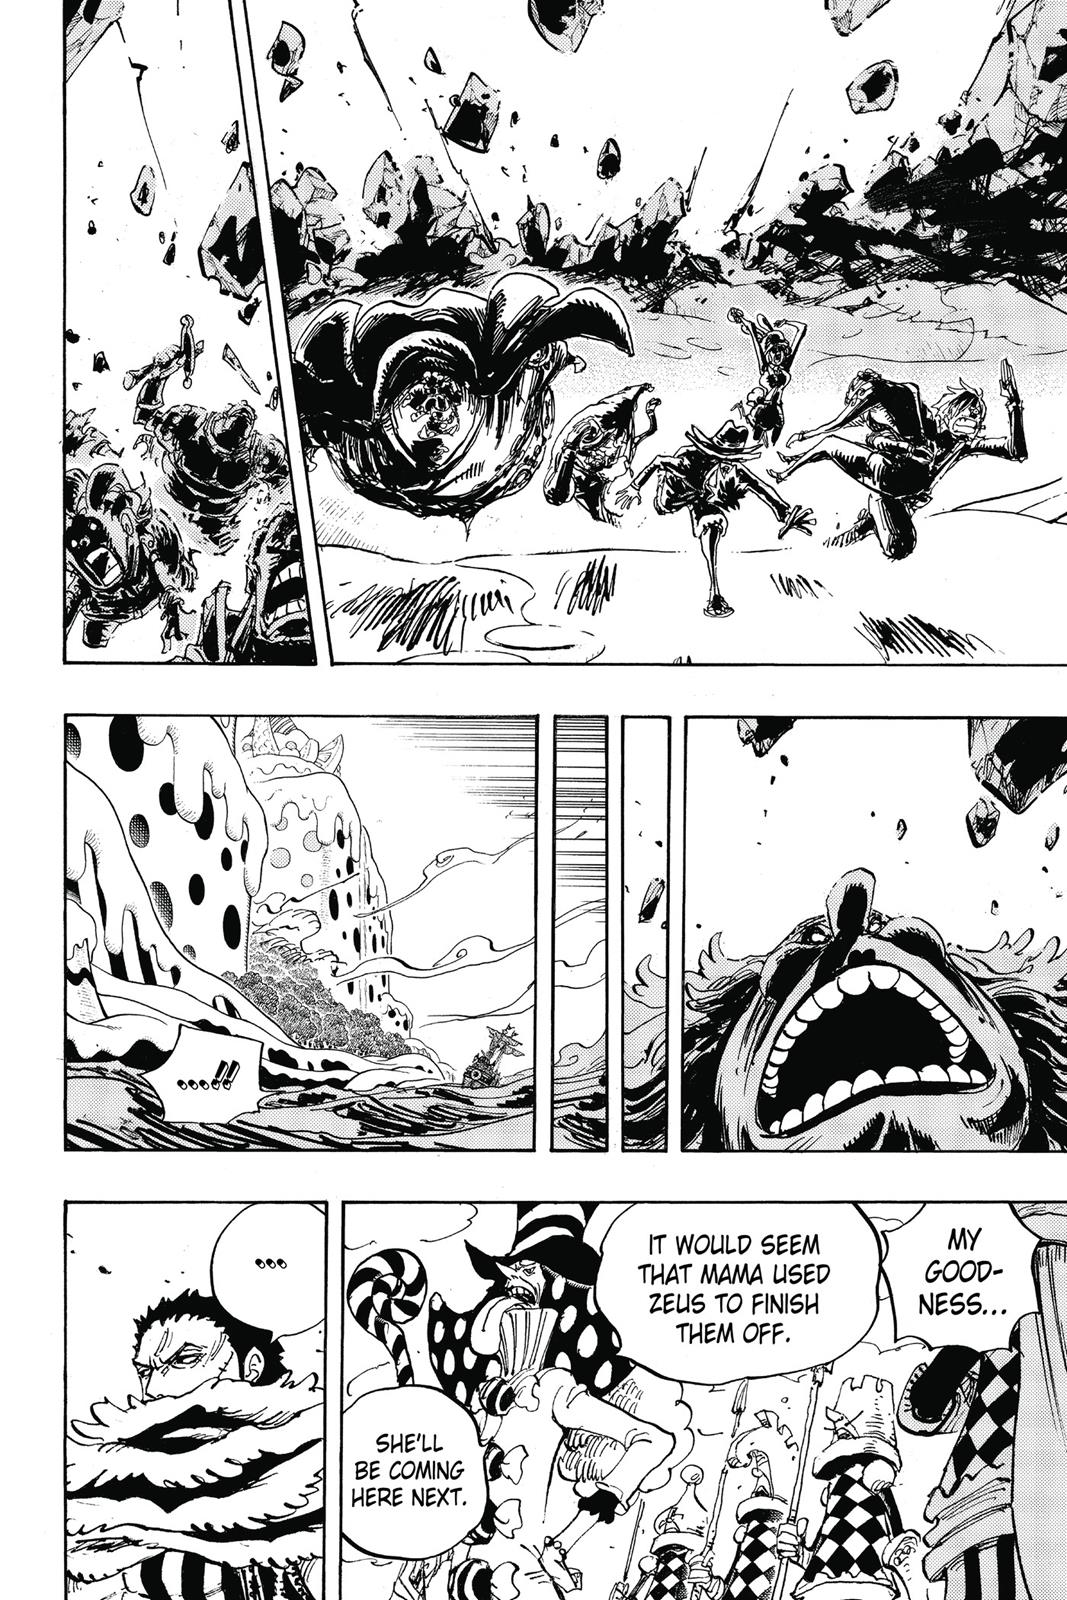 .....!!
.....!!
MY
GOOD-
NESS...
IT WOULD SEEM
THAT MAMA USED
ZEUS TO FINISH
THEM OFF.
SHE'LL
BE COMING
HERE NEXT.
...